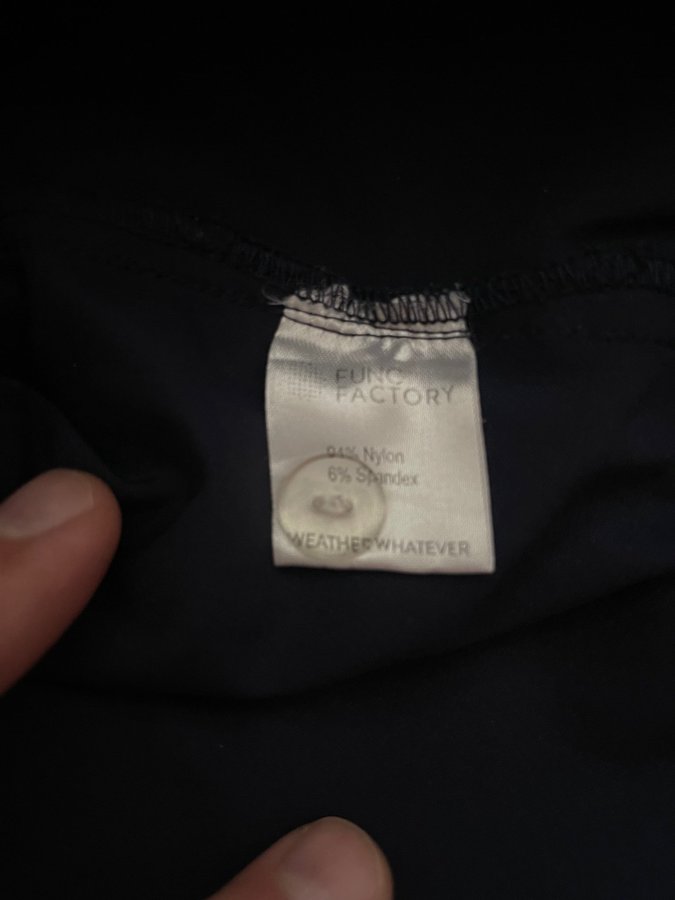 FUNC
FACTORY
94% Nylon
6% Spandex
WEATHER WHATEVER